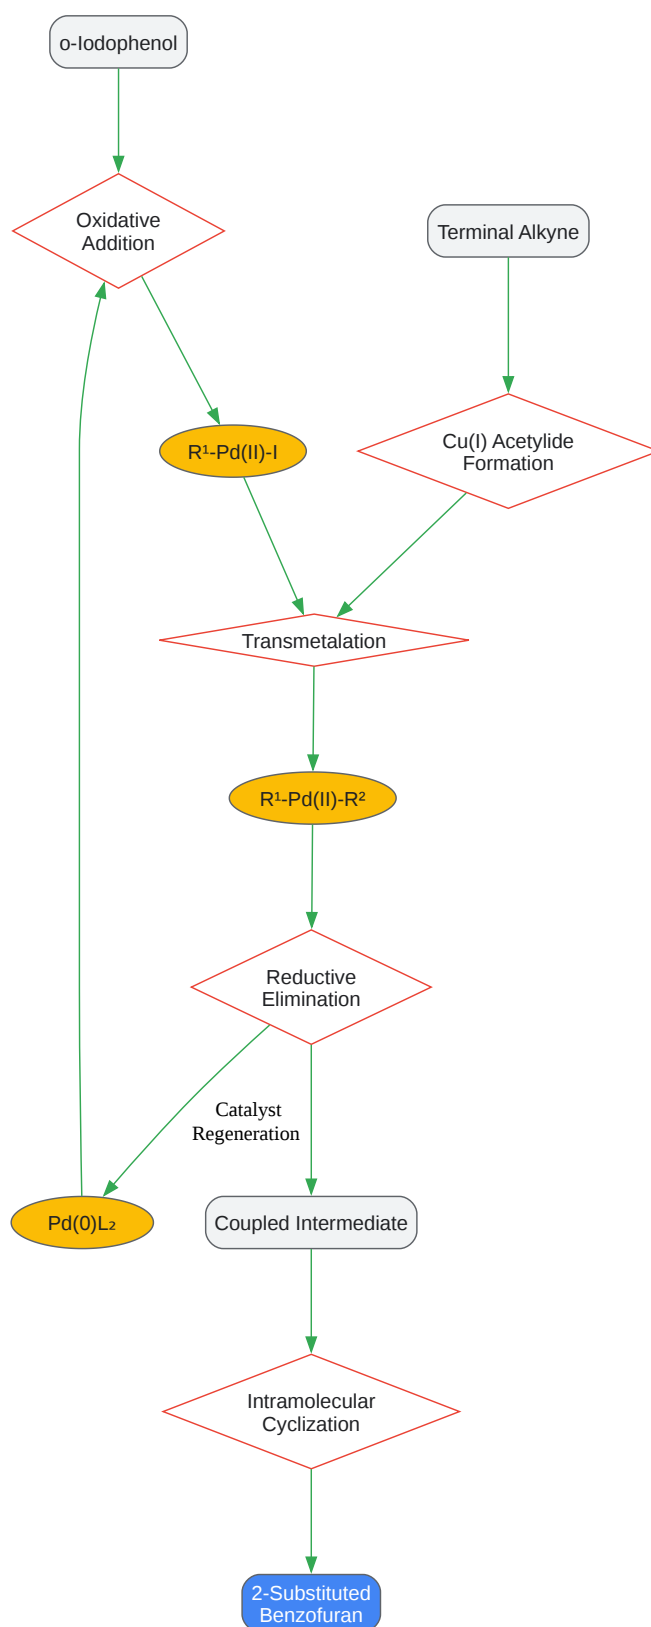 o-Iodophenol
Oxidative
Addition
Terminal Alkyne
R¹-Pd(II)-I
Cu(I) Acetylide
Formation
Transmetalation
R¹-Pd(II)-R²
Reductive
Elimination
Catalyst
Regeneration
Pd(0)L₂
Coupled Intermediate
Intramolecular
Cyclization
2-Substituted
Benzofuran